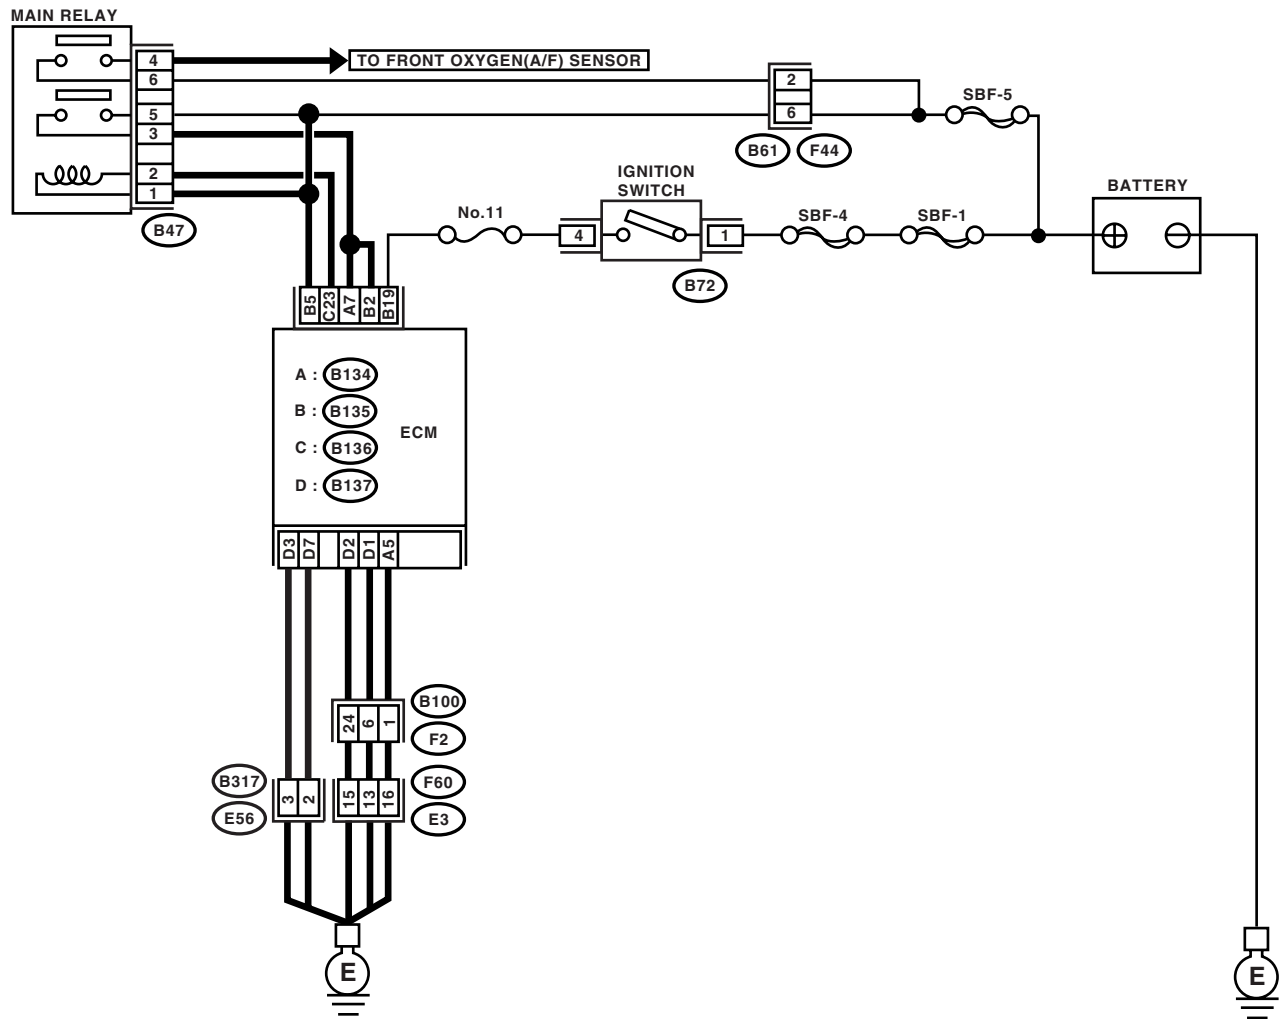 MAIN RELAY
4
TO FRONT OXYGEN(A/F) SENSOR
6
5
3
2
1
B47
2
6
B61
F44
SBF-5
IGNITION
SWITCH
No.11
4
1
B72
SBF-4
SBF-1
BATTERY
B5
C23
A7
B2
B19
A : B134
B : B135
C : B136
D : B137
ECM
D3
D7
D2
D1
A5
24
6
1
B100
F2
B317
E56
3
2
15
13
16
F60
E3
E
E